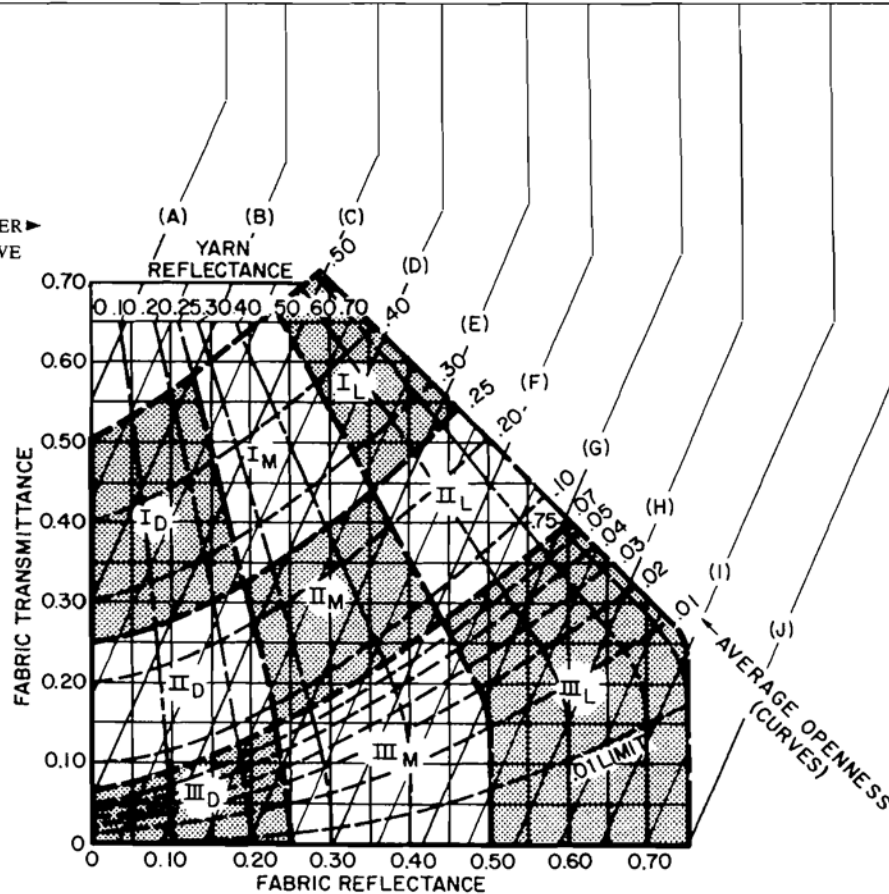 (A) (B) (C)
ER►
VE
YARN
REFLECTANCE
.50
(D)
0.70
0 0.10 .20 .25 .30 .40 .50 .60 .70
.40
(E)
0.60
.30
I L
.25
(F)
.20
0.50
I M
(G)
II L
.10
.07
I D
0.40
.75
.05
(H)
.04
.03
.02
(I)
0.30
II M
.01
(J)
0.20
II D
III L
0.10
III M
.01 LIMIT
III D
0
0 0.10 0.20 0.30 0.40 0.50 0.60 0.70
FABRIC REFLECTANCE
FABRIC TRANSMITTANCE
AVERAGE OPENNESS
(CURVES)